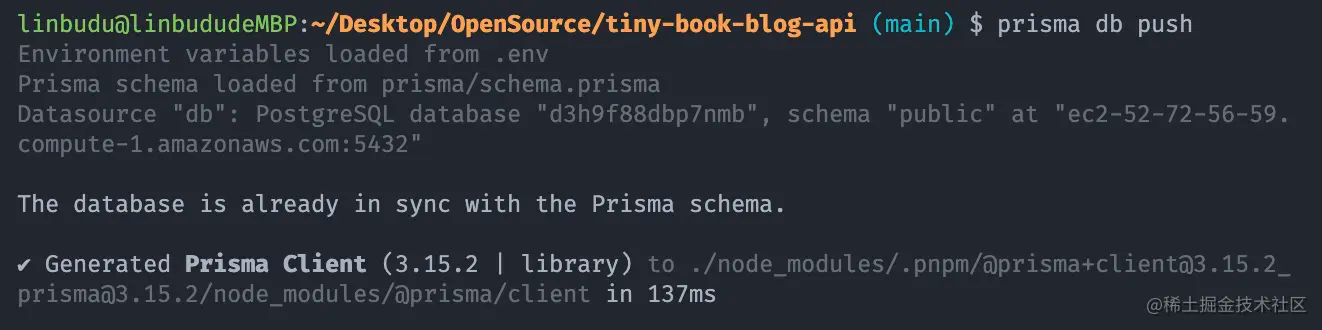 linbudu@linbududeMBP:~/Desktop/OpenSource/tiny-book-blog-api (main) $ prisma db push
Environment variables loaded from .env
Prisma schema loaded from prisma/schema.prisma
Datasource "db": PostgreSQL database "d3h9f88dbp7nmb", schema "public" at "ec2-52-72-56-59.
compute-1.amazonaws.com:5432"
The database is already in sync with the Prisma schema.
✔ Generated Prisma Client (3.15.2 | library) to ./node_modules/.pnpm/@prisma+client@3.15.2_
prisma@3.15.2/node_modules/@prisma/client in 137ms
@稀土掘金技术社区